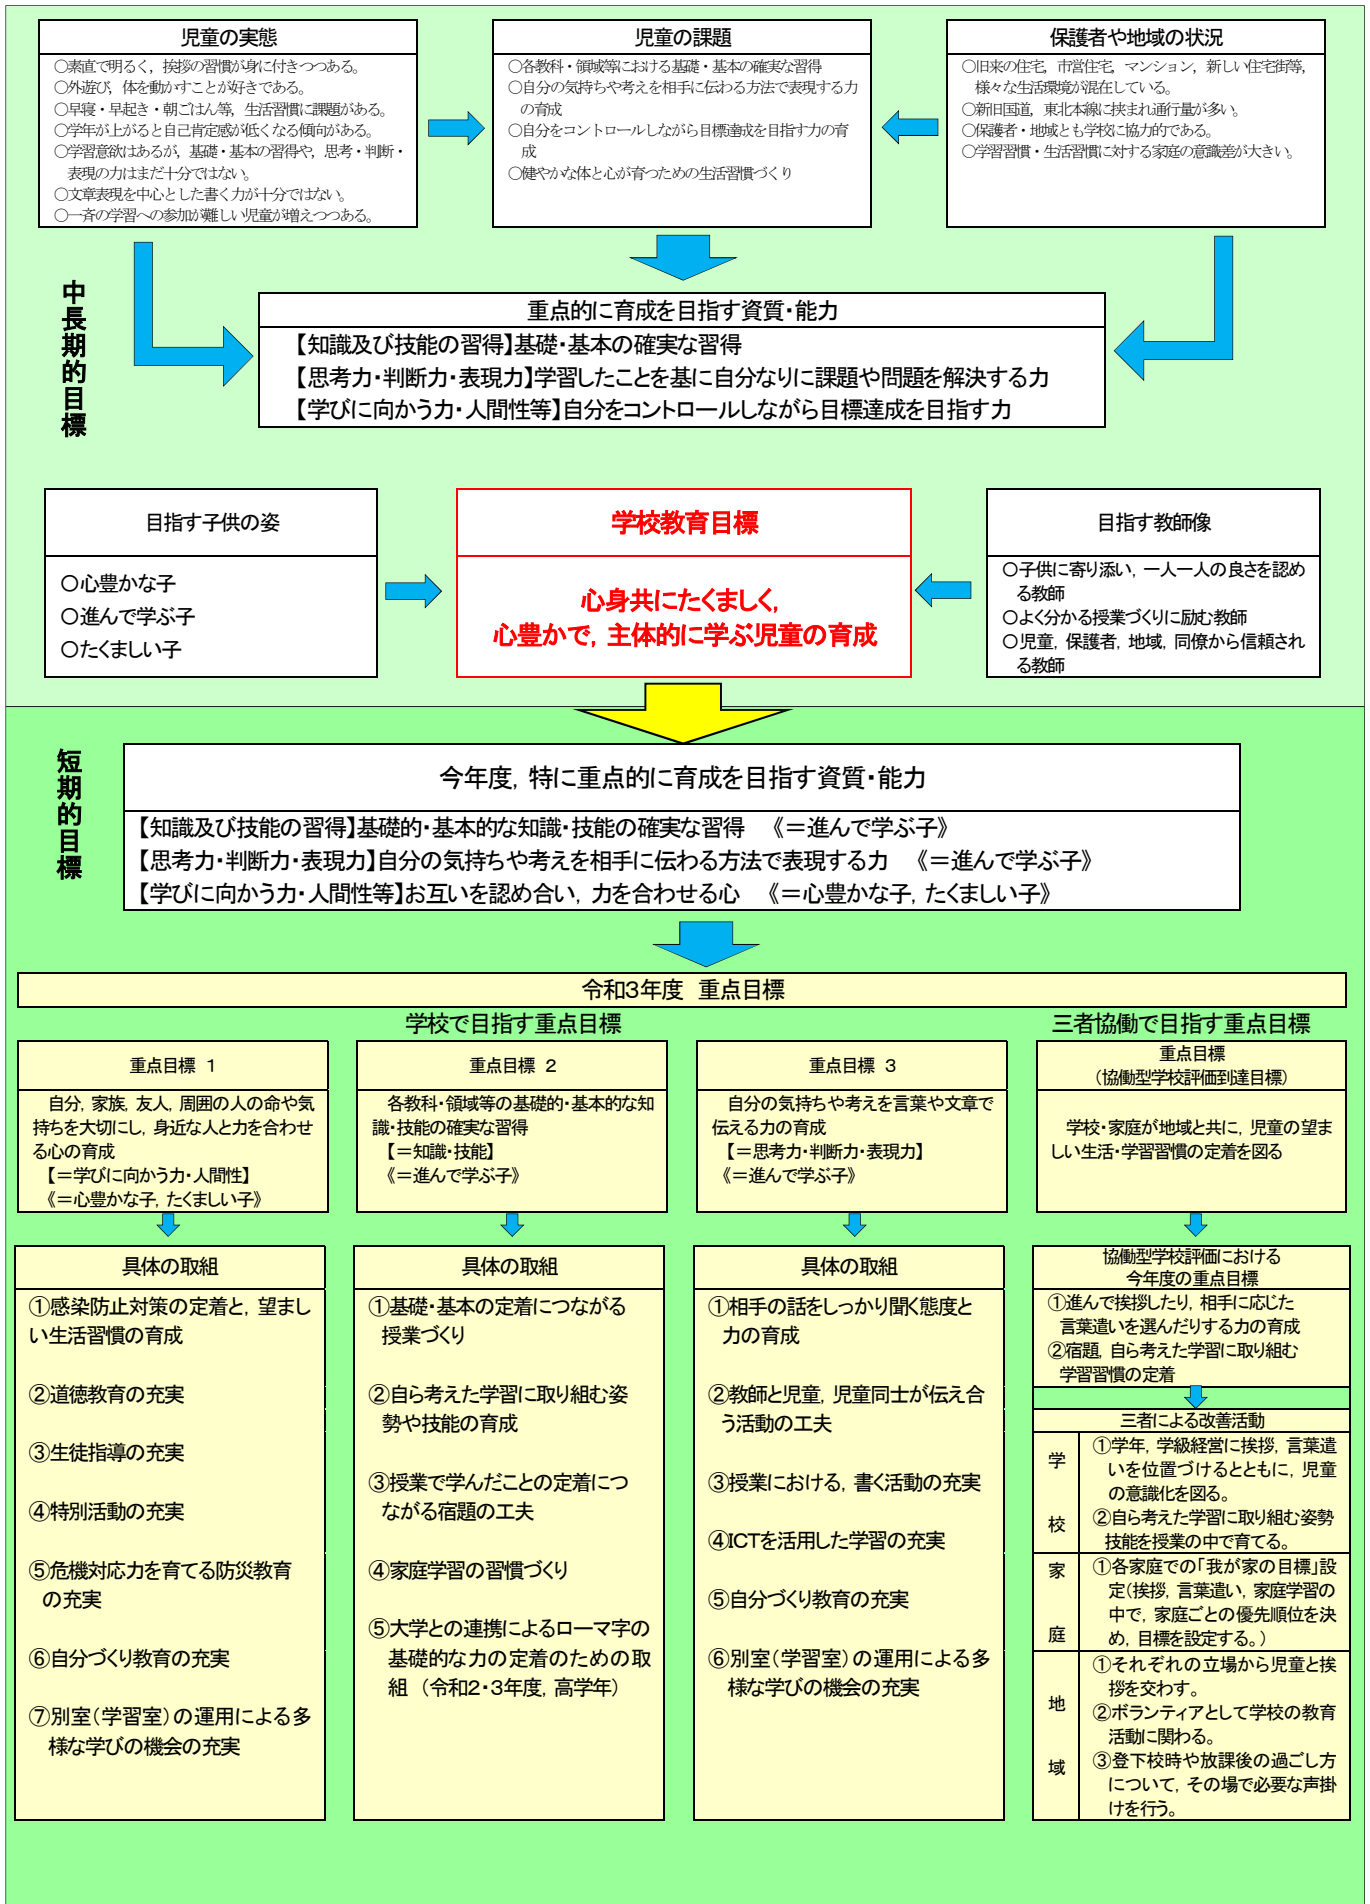 児童の実態
○素直で明るく，挨拶の習慣が身に付きつつある。
○外遊び，体を動かすことが好きである。
○早寝・早起き・朝ごはん等，生活習慣に課題がある。
○学年が上がると自己肯定感が低くなる傾向がある。
○学習意欲はあるが，基礎・基本の習得や，思考・判断・
表現の力はまだ十分ではない。
○文章表現を中心とした書く力が十分ではない。
○一斉の学習への参加が難しい児童が増えつつある。
児童の課題
○各教科・領域等における基礎・基本の確実な習得
○自分の気持ちや考えを相手に伝わる方法で表現する力
の育成
○自分をコントロールしながら目標達成を目指す力の育
成
○健やかな体と心が育つための生活習慣づくり
保護者や地域の状況
○旧来の住宅，市営住宅，マンション，新しい住宅街等，
様々な生活環境が混在している。
○新旧国道，東北本線に挟まれ通行量が多い。
○保護者・地域とも学校に協力的である。
○学習習慣・生活習慣に対する家庭の意識差が大きい。
中長期的目標
重点的に育成を目指す資質・能力
【知識及び技能の習得】基礎・基本の確実な習得
【思考力・判断力・表現力】学習したことを基に自分なりに課題や問題を解決する力
【学びに向かう力・人間性等】自分をコントロールしながら目標達成を目指す力
目指す子供の姿
○心豊かな子
○進んで学ぶ子
○たくましい子
学校教育目標
心身共にたくましく，
心豊かで，主体的に学ぶ児童の育成
目指す教師像
○子供に寄り添い，一人一人の良さを認め
る教師
○よく分かる授業づくりに励む教師
○児童，保護者，地域，同僚から信頼され
る教師
短期的目標
今年度，特に重点的に育成を目指す資質・能力
【知識及び技能の習得】基礎的・基本的な知識・技能の確実な習得　《＝進んで学ぶ子》
【思考力・判断力・表現力】自分の気持ちや考えを相手に伝わる方法で表現する力　《＝進んで学ぶ子》
【学びに向かう力・人間性等】お互いを認め合い，力を合わせる心　《＝心豊かな子，たくましい子》
令和3年度　重点目標
学校で目指す重点目標
三者協働で目指す重点目標
重点目標　1
自分，家族，友人，周囲の人の命や気
持ちを大切にし，身近な人と力を合わせ
る心の育成
【＝学びに向かう力・人間性】
《＝心豊かな子，たくましい子》
重点目標　2
各教科・領域等の基礎的・基本的な知
識・技能の確実な習得
【＝知識・技能】
《＝進んで学ぶ子》
重点目標　3
自分の気持ちや考えを言葉や文章で
伝える力の育成
【＝思考力・判断力・表現力】
《＝進んで学ぶ子》
重点目標
（協働型学校評価到達目標）
学校・家庭が地域と共に，児童の望ま
しい生活・学習習慣の定着を図る
具体の取組
①感染防止対策の定着と，望まし
い生活習慣の育成
②道徳教育の充実
③生徒指導の充実
④特別活動の充実
⑤危機対応力を育てる防災教育
の充実
⑥自分づくり教育の充実
⑦別室（学習室）の運用による多
様な学びの機会の充実
具体の取組
①基礎・基本の定着につながる
授業づくり
②自ら考えた学習に取り組む姿
勢や技能の育成
③授業で学んだことの定着につ
ながる宿題の工夫
④家庭学習の習慣づくり
⑤大学との連携によるローマ字の
基礎的な力の定着のための取
組（令和2・3年度，高学年）
具体の取組
①相手の話をしっかり聞く態度と
力の育成
②教師と児童，児童同士が伝え合
う活動の工夫
③授業における，書く活動の充実
④ICTを活用した学習の充実
⑤自分づくり教育の充実
⑥別室（学習室）の運用による多
様な学びの機会の充実
協働型学校評価における
今年度の重点目標
①進んで挨拶したり，相手に応じた
言葉遣いを選んだりする力の育成
②宿題，自ら考えた学習に取り組む
学習習慣の定着
三者による改善活動
学校
①学年，学級経営に挨拶，言葉遣
いを位置づけるとともに，児童
の意識化を図る。
②自ら考えた学習に取り組む姿勢
技能を授業の中で育てる。
家庭
①各家庭での「我が家の目標」設
定（挨拶，言葉遣い，家庭学習の
中で，家庭ごとの優先順位を決
め，目標を設定する。）
地域
①それぞれの立場から児童と挨
拶を交わす。
②ボランティアとして学校の教育
活動に関わる。
③登下校時や放課後の過ごし方
について，その場で必要な声掛
けを行う。